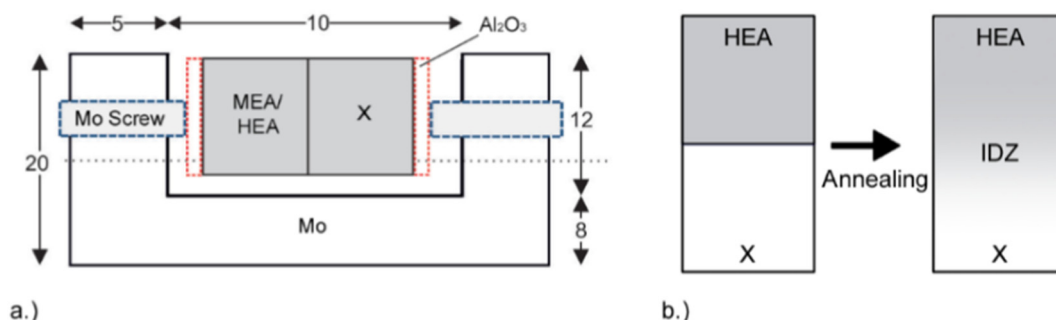 5
10
Al₂O₃
20
Mo Screw
MEA/
HEA
X
12
Mo
8
a.)
HEA
X
Annealing
HEA
IDZ
X
b.)